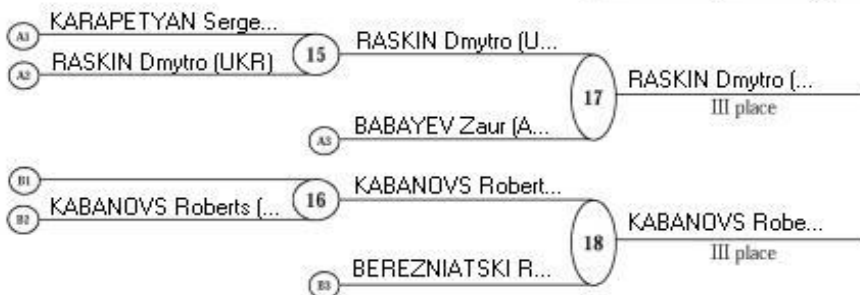 KARAPETYAN Serge...
A1
15
RASKIN Dmytro (U...
A2
RASKIN Dmytro (UKR)
17
RASKIN Dmytro (...
III place
A3
BABAYEV Zaur (A...
B1
16
KABANOVS Robert...
B2
KABANOVS Roberts (...
18
KABANOVS Robe...
III place
B3
BEREZNIATSKI R...